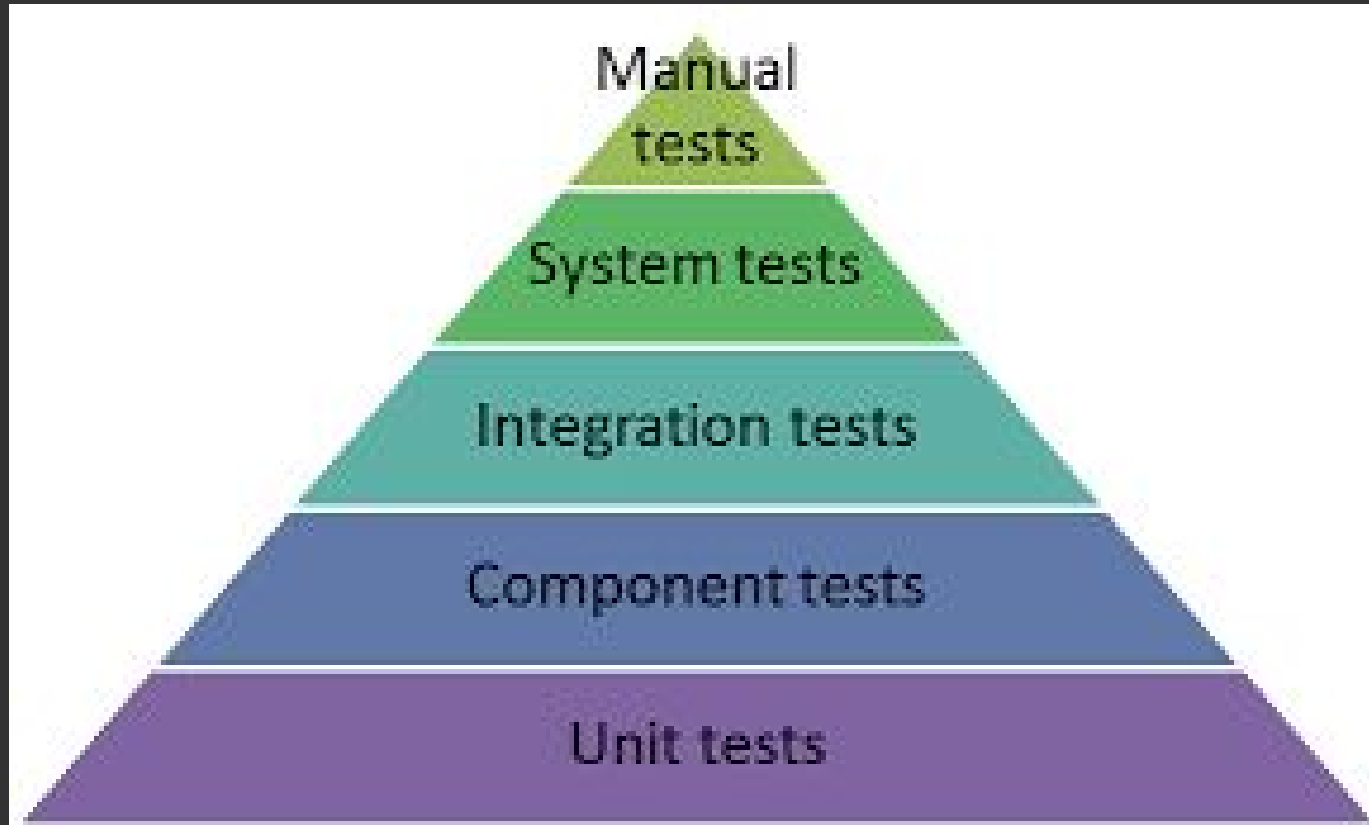 Manual
tests
System tests
Integration tests
Component tests
Unit tests